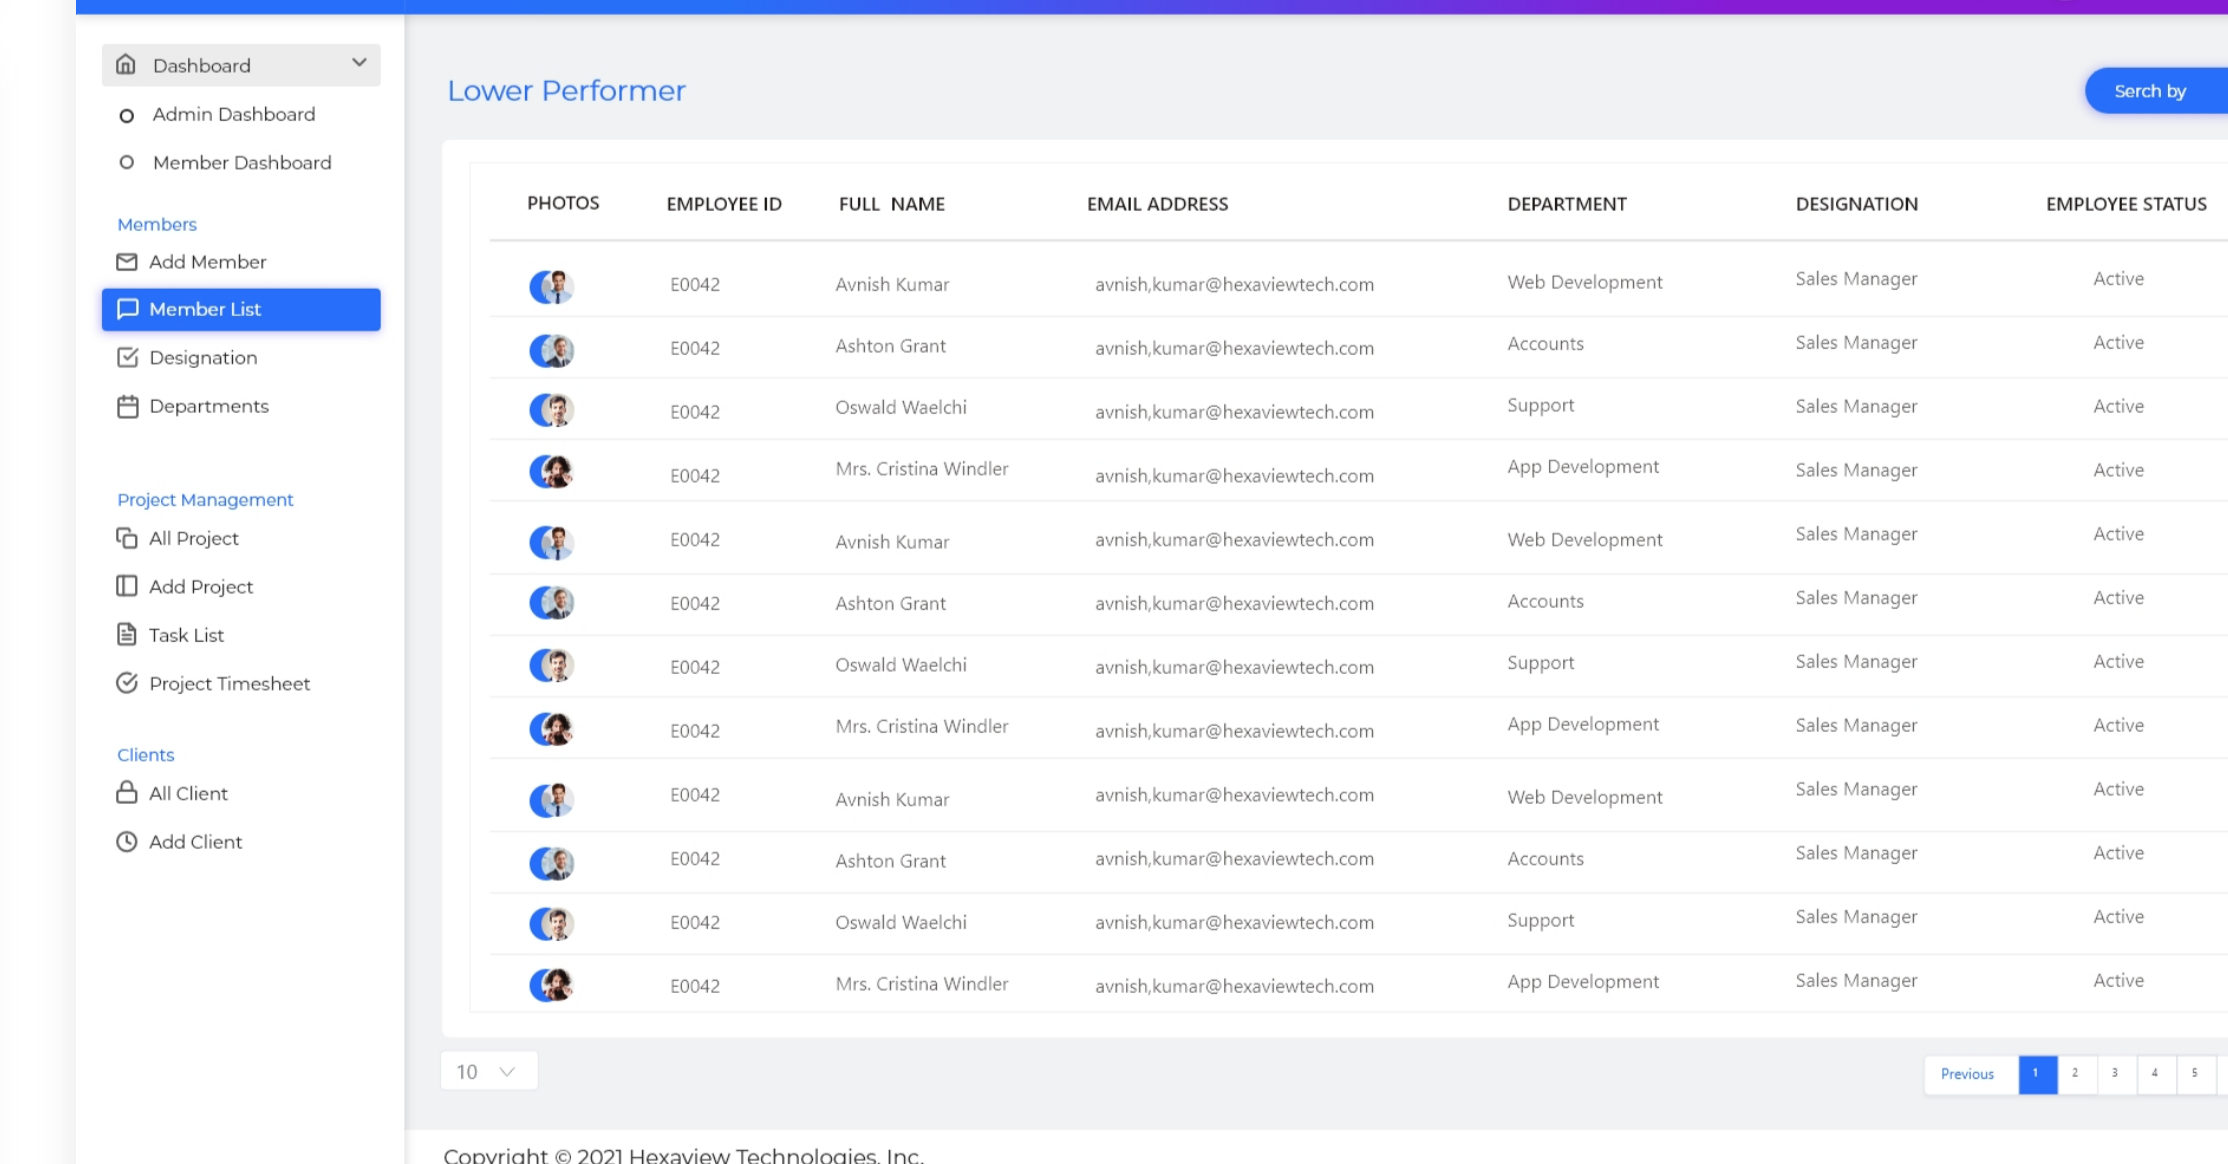 Dashboard
Admin Dashboard
Member Dashboard
Members
Add Member
Member List
Designation
Departments
Project Management
All Project
Add Project
Task List
Project Timesheet
Clients
All Client
Add Client
Lower Performer
Serch by
PHOTOS EMPLOYEE ID FULL NAME EMAIL ADDRESS DEPARTMENT DESIGNATION EMPLOYEE STATUS
E0042 Avnish Kumar avnish,kumar@hexaviewtech.com Web Development Sales Manager Active
E0042 Ashton Grant avnish,kumar@hexaviewtech.com Accounts Sales Manager Active
E0042 Oswald Waelchi avnish,kumar@hexaviewtech.com Support Sales Manager Active
E0042 Mrs. Cristina Windler avnish,kumar@hexaviewtech.com App Development Sales Manager Active
E0042 Avnish Kumar avnish,kumar@hexaviewtech.com Web Development Sales Manager Active
E0042 Ashton Grant avnish,kumar@hexaviewtech.com Accounts Sales Manager Active
E0042 Oswald Waelchi avnish,kumar@hexaviewtech.com Support Sales Manager Active
E0042 Mrs. Cristina Windler avnish,kumar@hexaviewtech.com App Development Sales Manager Active
E0042 Avnish Kumar avnish,kumar@hexaviewtech.com Web Development Sales Manager Active
E0042 Ashton Grant avnish,kumar@hexaviewtech.com Accounts Sales Manager Active
E0042 Oswald Waelchi avnish,kumar@hexaviewtech.com Support Sales Manager Active
E0042 Mrs. Cristina Windler avnish,kumar@hexaviewtech.com App Development Sales Manager Active
10
Previous 1 2 3 4 5
Copyright © 2021 Hexaview Technologies, Inc.